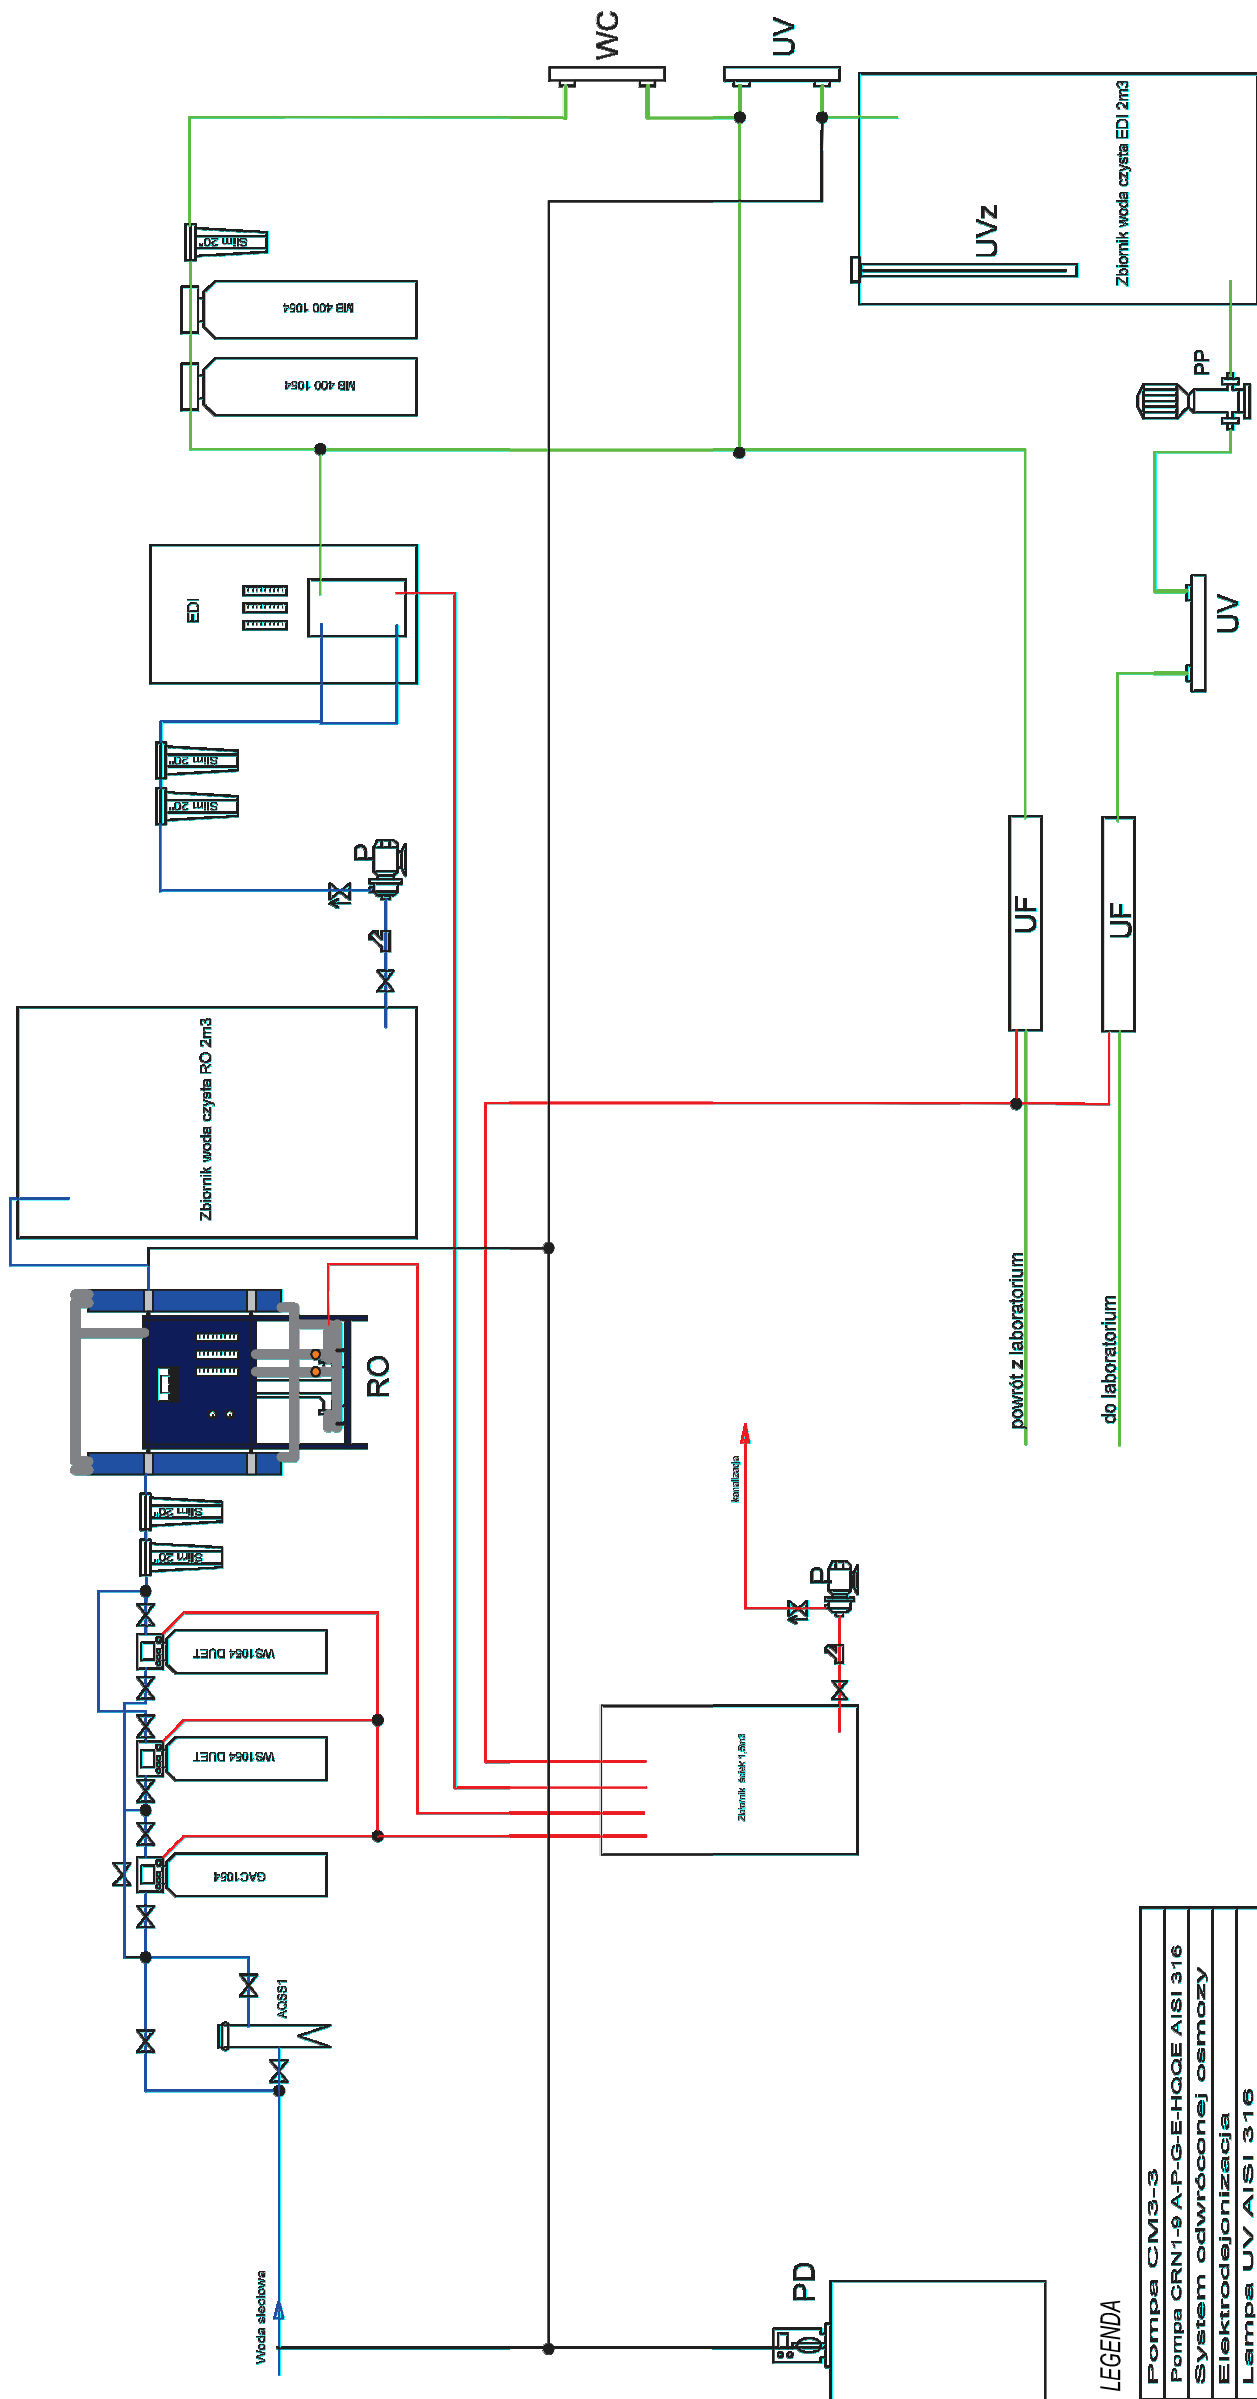 WC
UV
Slim 20"
MB 400 1054
MB 400 1054
UVz
Zbiornik woda czysta EDI 2m3
PP
EDI
UV
Slim 20"
Slim 20"
P
UF
UF
Zbiornik woda czysta RO 2m3
powrót z laboratorium
do laboratorium
RO
Slim 20"
Slim 20"
kanalizacja
P
WS1054 DUET
WS1054 DUET
GAC1054
Zbiornik ściek 1,5m3
AQSS1
Woda sieciowa
PD
LEGENDA
Pompa CM3-3
Pompa CRN1-9 A-P-G-E-HQQE AISI 316
System odwróconej osmozy
Elektrodejonizacja
Lampa UV AISI 316